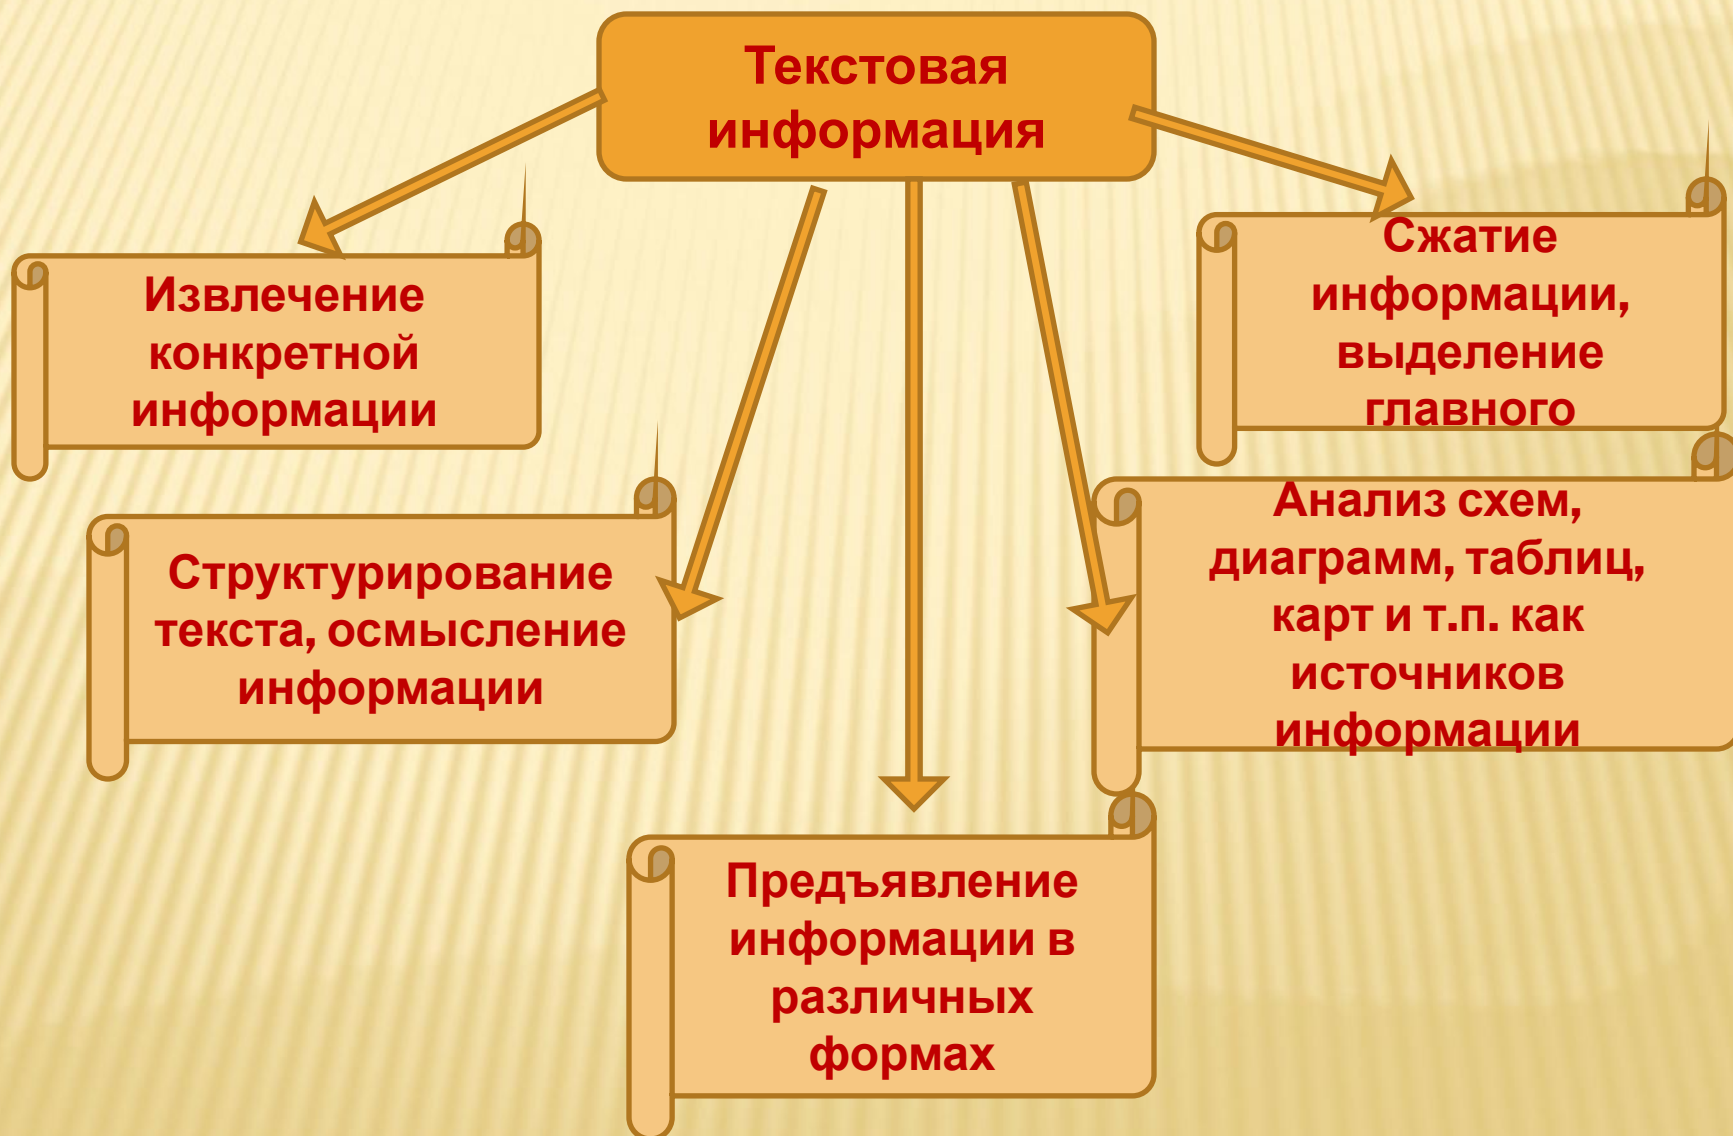 Текстовая
информация
Извлечение
конкретной
информации
Сжатие
информации,
выделение
главного
Структурирование
текста, осмысление
информации
Анализ схем,
диаграмм, таблиц,
карт и т.п. как
источников
информации
Предъявление
информации в
различных
формах